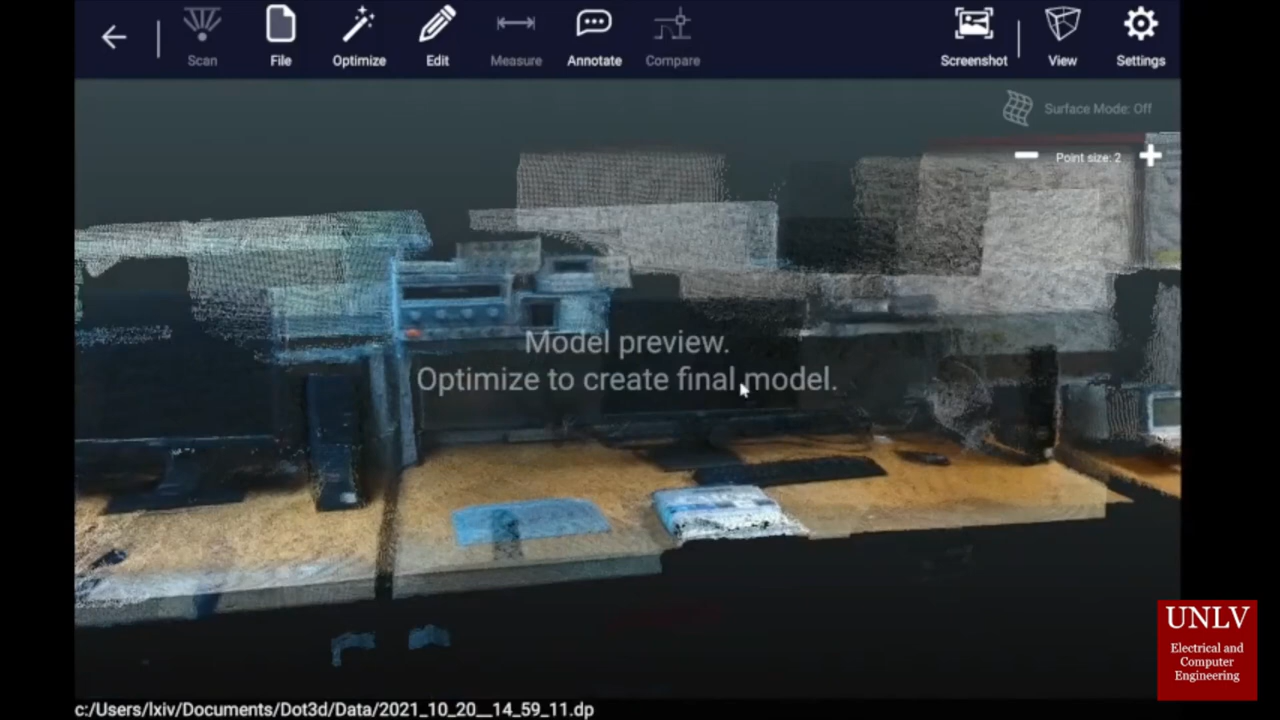 Scan
File
Optimize
Edit
Measure
Annotate
Compare
Screenshot
View
Settings
Surface Mode: Off
Point size: 2
Model preview.
Optimize to create final model.
UNLV
Electrical and
Computer
Engineering
c:/Users/lxiv/Documents/Dot3d/Data/2021_10_20__14_59_11.dp